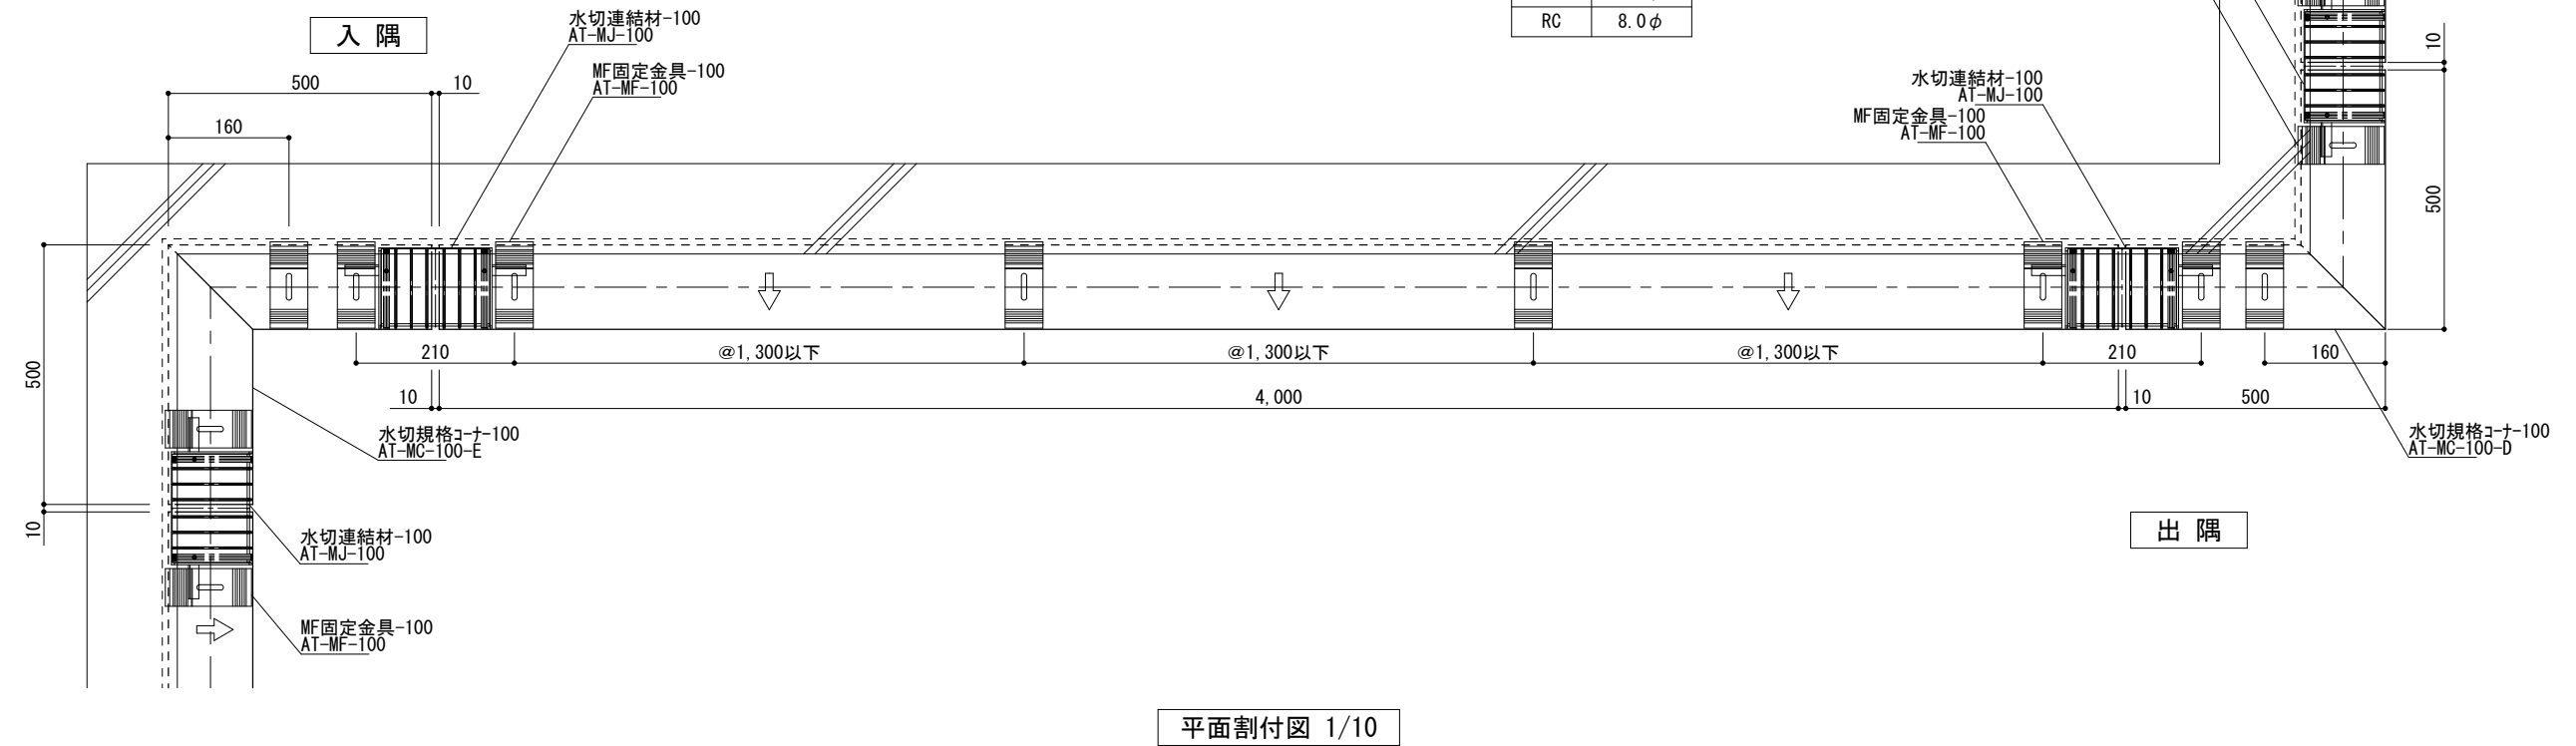 入 隅
水切連結材-100
AT-MJ-100
MF固定金具-100
AT-MF-100
500
10
160
RC
8.0φ
水切連結材-100
AT-MJ-100
MF固定金具-100
AT-MF-100
10
500
500
10
210
@1,300以下
@1,300以下
@1,300以下
210
160
10
4,000
10
500
水切規格コーナー-100
AT-MC-100-E
水切規格コーナー-100
AT-MC-100-D
水切連結材-100
AT-MJ-100
MF固定金具-100
AT-MF-100
出 隅
平面割付図 1/10